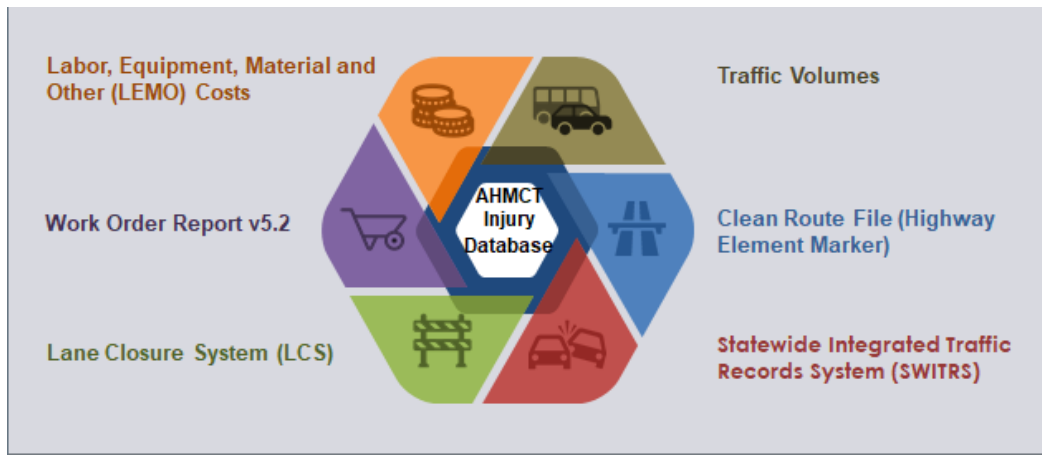 Labor, Equipment, Material and
Other (LEMO) Costs
Traffic Volumes
Work Order Report v5.2
AHMCT
Injury
Database
Clean Route File (Highway
Element Marker)
Lane Closure System (LCS)
Statewide Integrated Traffic
Records System (SWITRS)